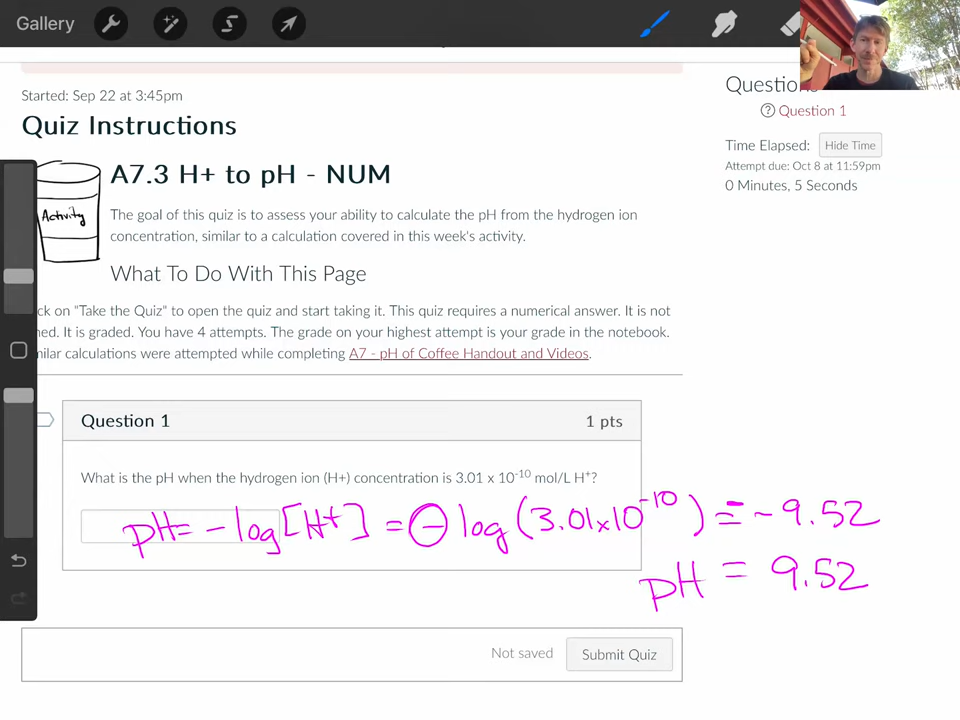 Gallery
Started: Sep 22 at 3:45pm
Quiz Instructions
A7.3 H+ to pH - NUM
Activity
The goal of this quiz is to assess your ability to calculate the pH from the hydrogen ion
concentration, similar to a calculation covered in this week's activity.
What To Do With This Page
ck on "Take the Quiz" to open the quiz and start taking it. This quiz requires a numerical answer. It is not
ned. It is graded. You have 4 attempts. The grade on your highest attempt is your grade in the notebook.
milar calculations were attempted while completing A7 - pH of Coffee Handout and Videos.
Question 1 1 pts
What is the pH when the hydrogen ion (H+) concentration is 3.01 x 10⁻¹⁰ mol/L H⁺?
pH = -log[H+] = - log(3.01x10⁻¹⁰) = - -9.52
pH = 9.52
Not saved Submit Quiz
Question
Question 1
Time Elapsed: Hide Time
Attempt due: Oct 8 at 11:59pm
0 Minutes, 5 Seconds